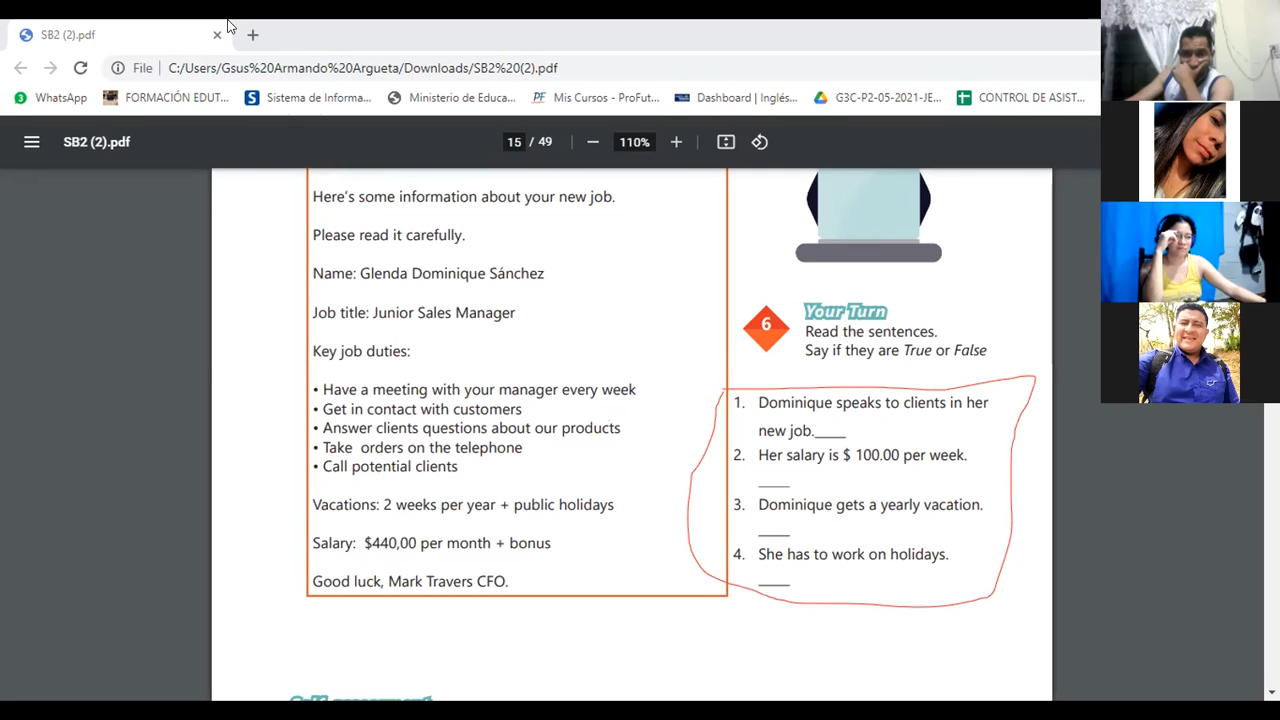 SB2 (2).pdf
File C:/Users/Gsus%20Armando%20Argueta/Downloads/SB2%20(2).pdf
3 WhatsApp FORMACIÓN EDUT... S Sistema de Informa... Ministerio de Educa... PF Mis Cursos – ProFut... Dashboard | Inglés... G3C-P2-05-2021-JE... CONTROL DE ASIST...
SB2 (2).pdf 15 / 49 110%
Here's some information about your new job.
Please read it carefully.
Name: Glenda Dominique Sánchez
Job title: Junior Sales Manager
Key job duties:
• Have a meeting with your manager every week
• Get in contact with customers
• Answer clients questions about our products
• Take orders on the telephone
• Call potential clients
Vacations: 2 weeks per year + public holidays
Salary: $440,00 per month + bonus
Good luck, Mark Travers CFO.
6 Your Turn
Read the sentences.
Say if they are True or False
1. Dominique speaks to clients in her
new job.____
2. Her salary is $ 100.00 per week.
____
3. Dominique gets a yearly vacation.
____
4. She has to work on holidays.
____